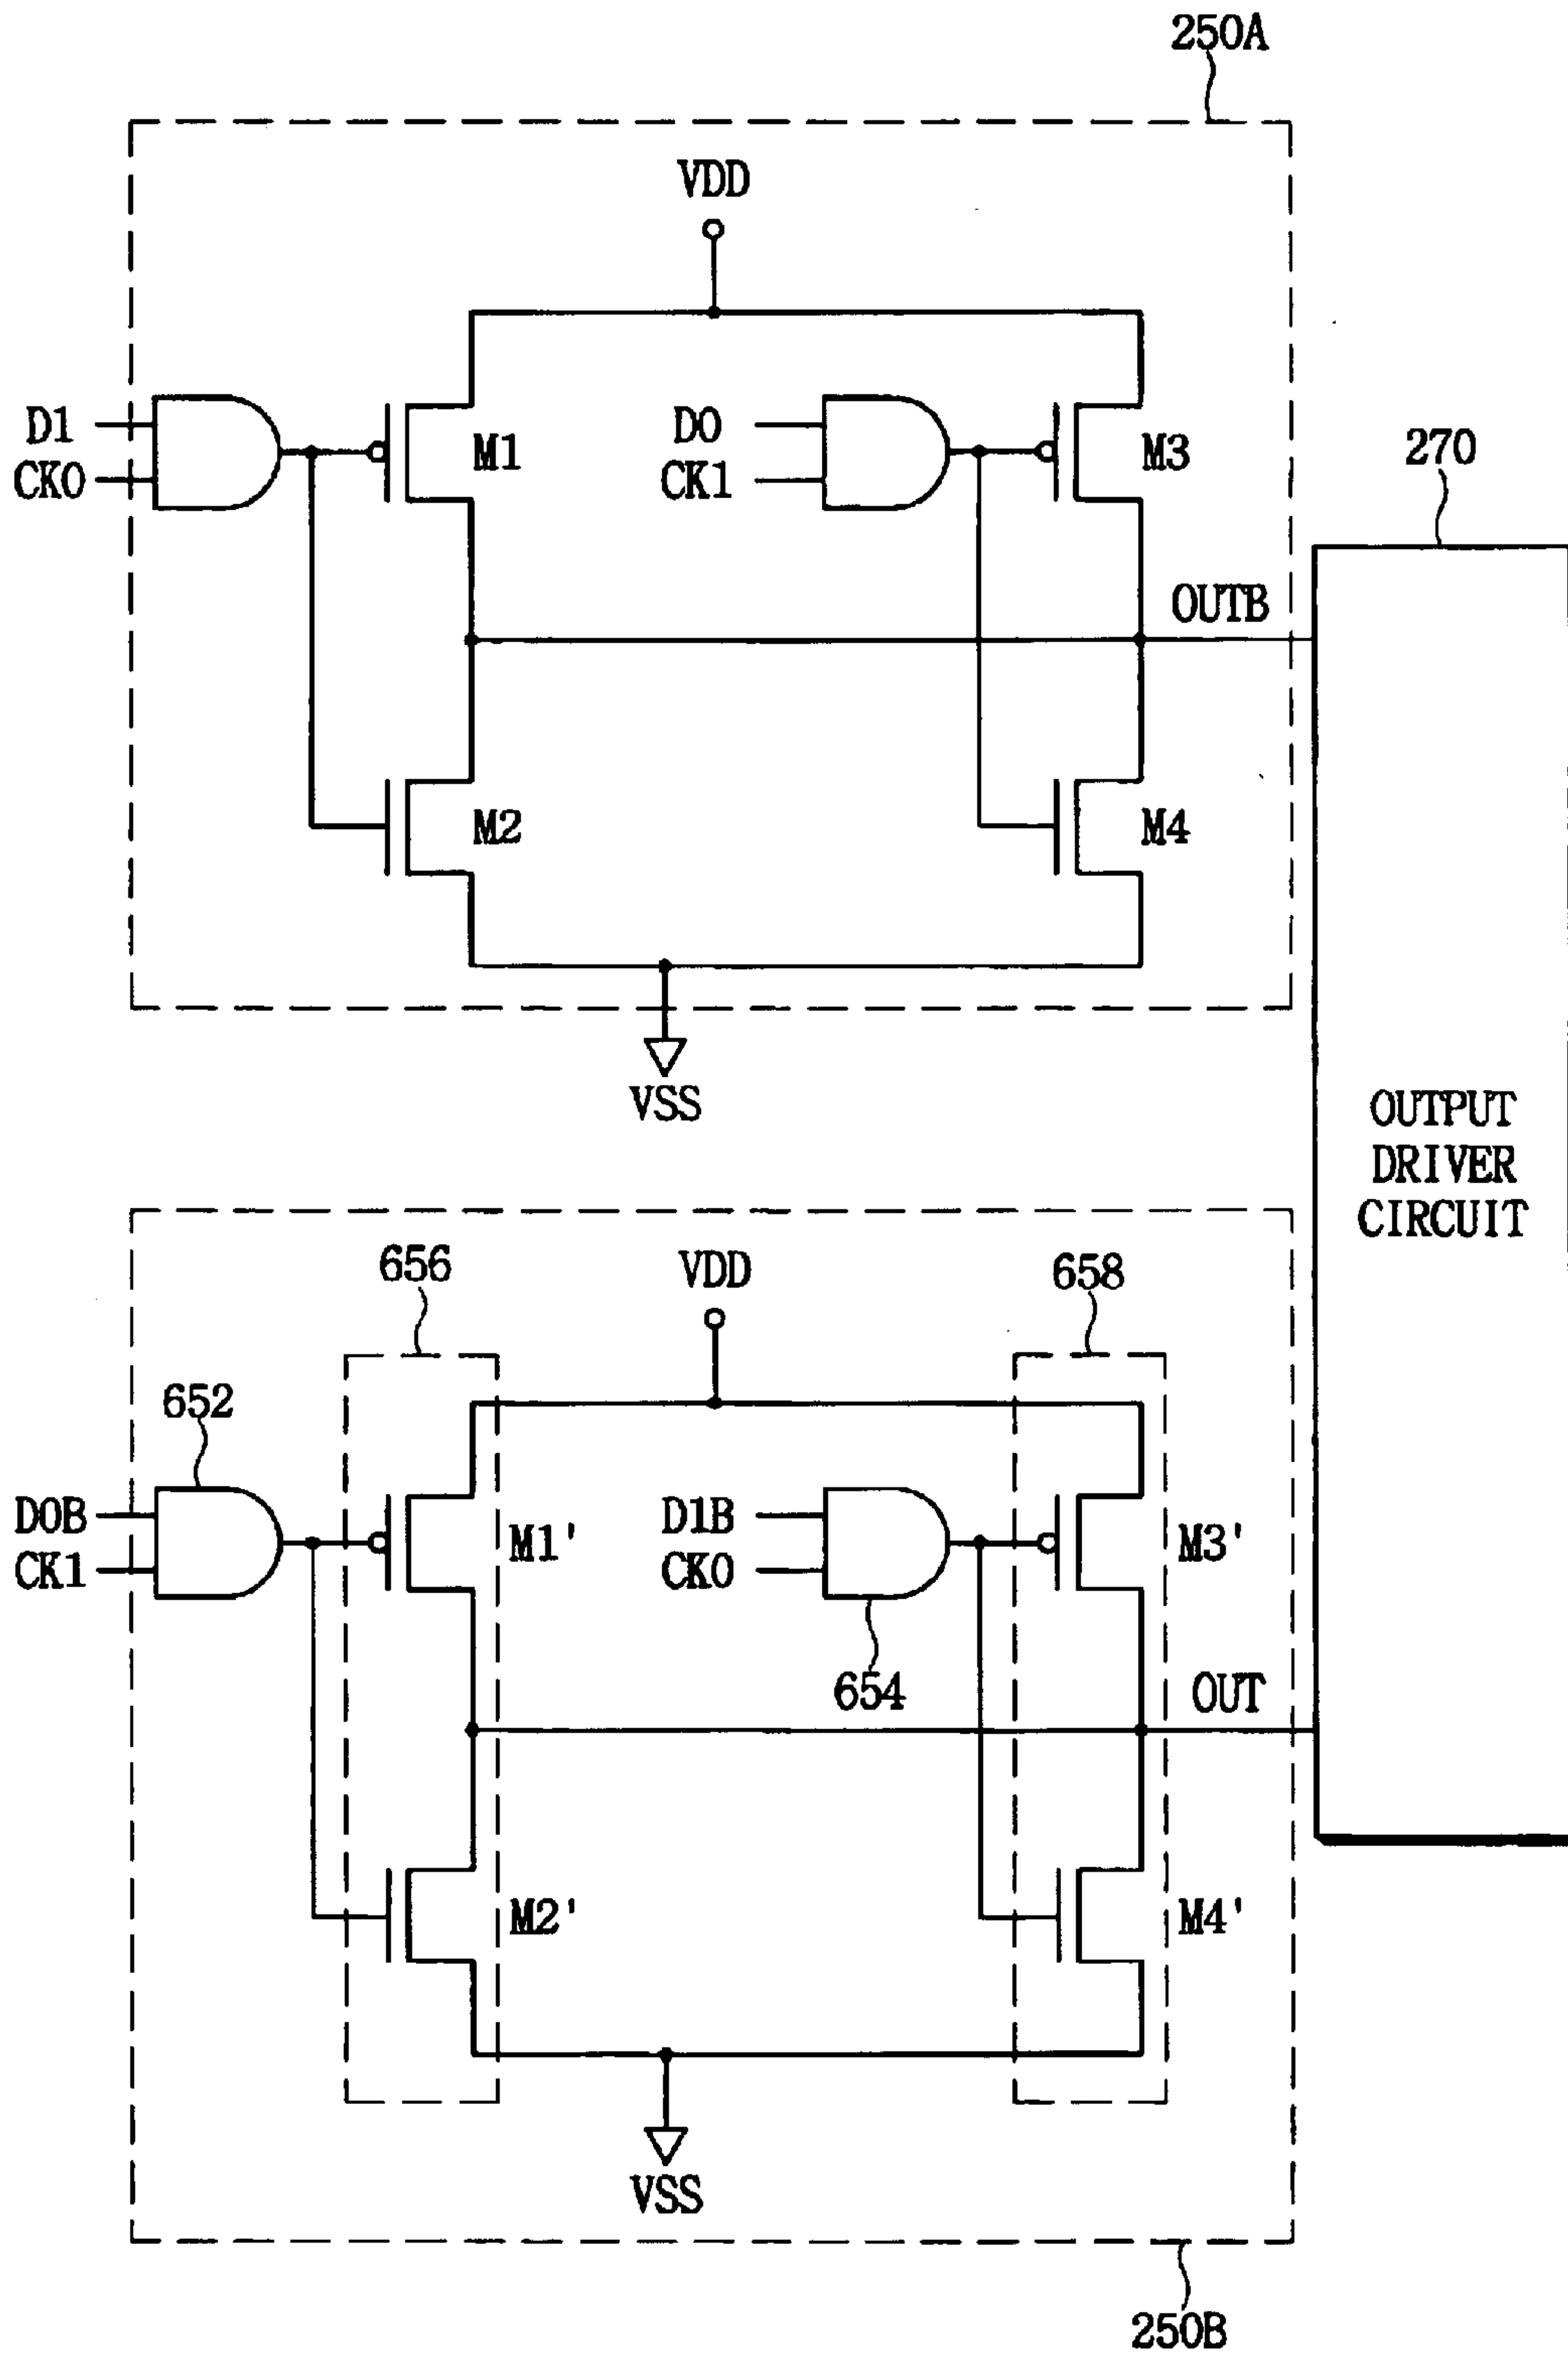 250A
VDD
D1
CK0
M1
D0
CK1
M3
270
OUTB
M2
M4
VSS
OUTPUT
DRIVER
CIRCUIT
656
VDD
658
652
D0B
CK1
M1'
D1B
CK0
M3'
654
OUT
M2'
M4'
VSS
250B